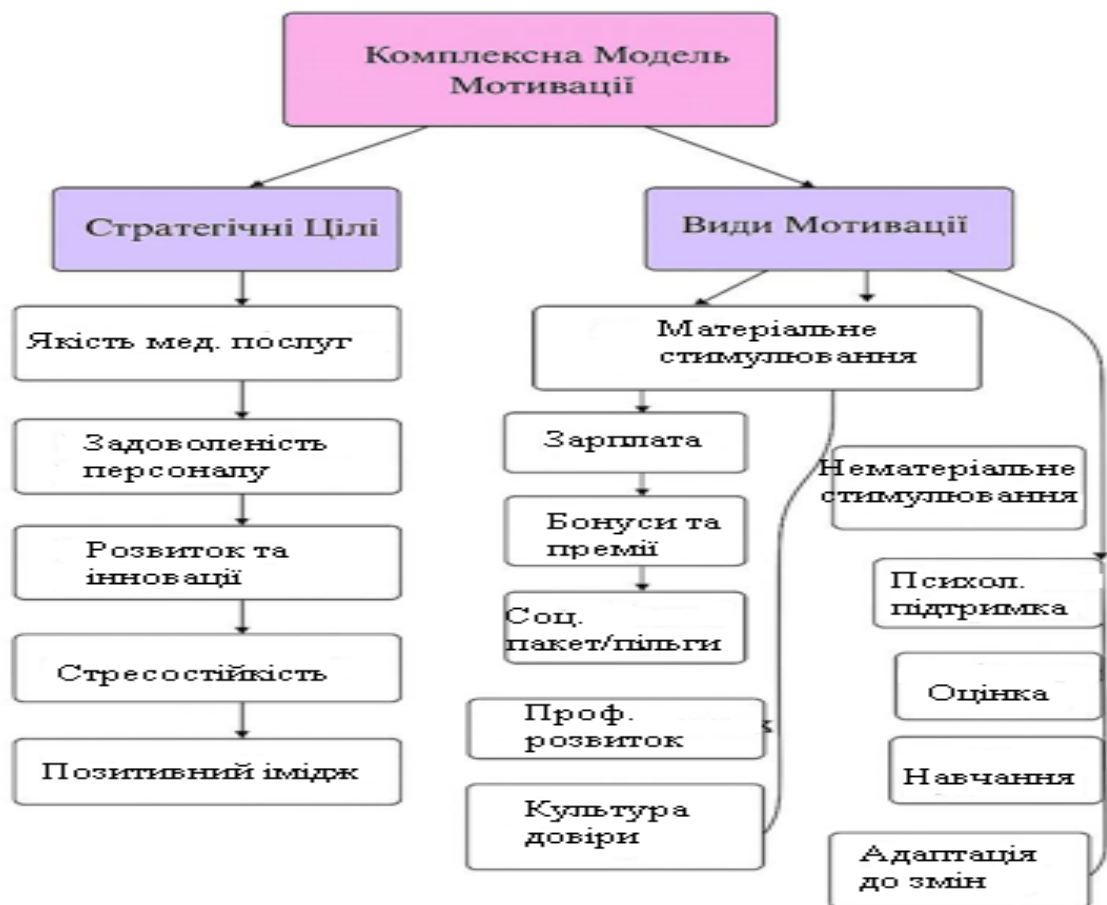 Комплексна Модель
Мотивації
Стратегічні Цілі
Якість мед. послуг
Задоволеність
персоналу
Розвиток та
інновації
Стресостійкість
Позитивний імідж
Види Мотивації
Матеріальне
стимулювання
Зарплата
Бонуси та
премії
Соц.
пакет/пільги
Проф.
розвиток
Культура
довіри
Нематеріальне
стимулювання
Психол.
підтримка
Оцінка
Навчання
Адаптація
до змін